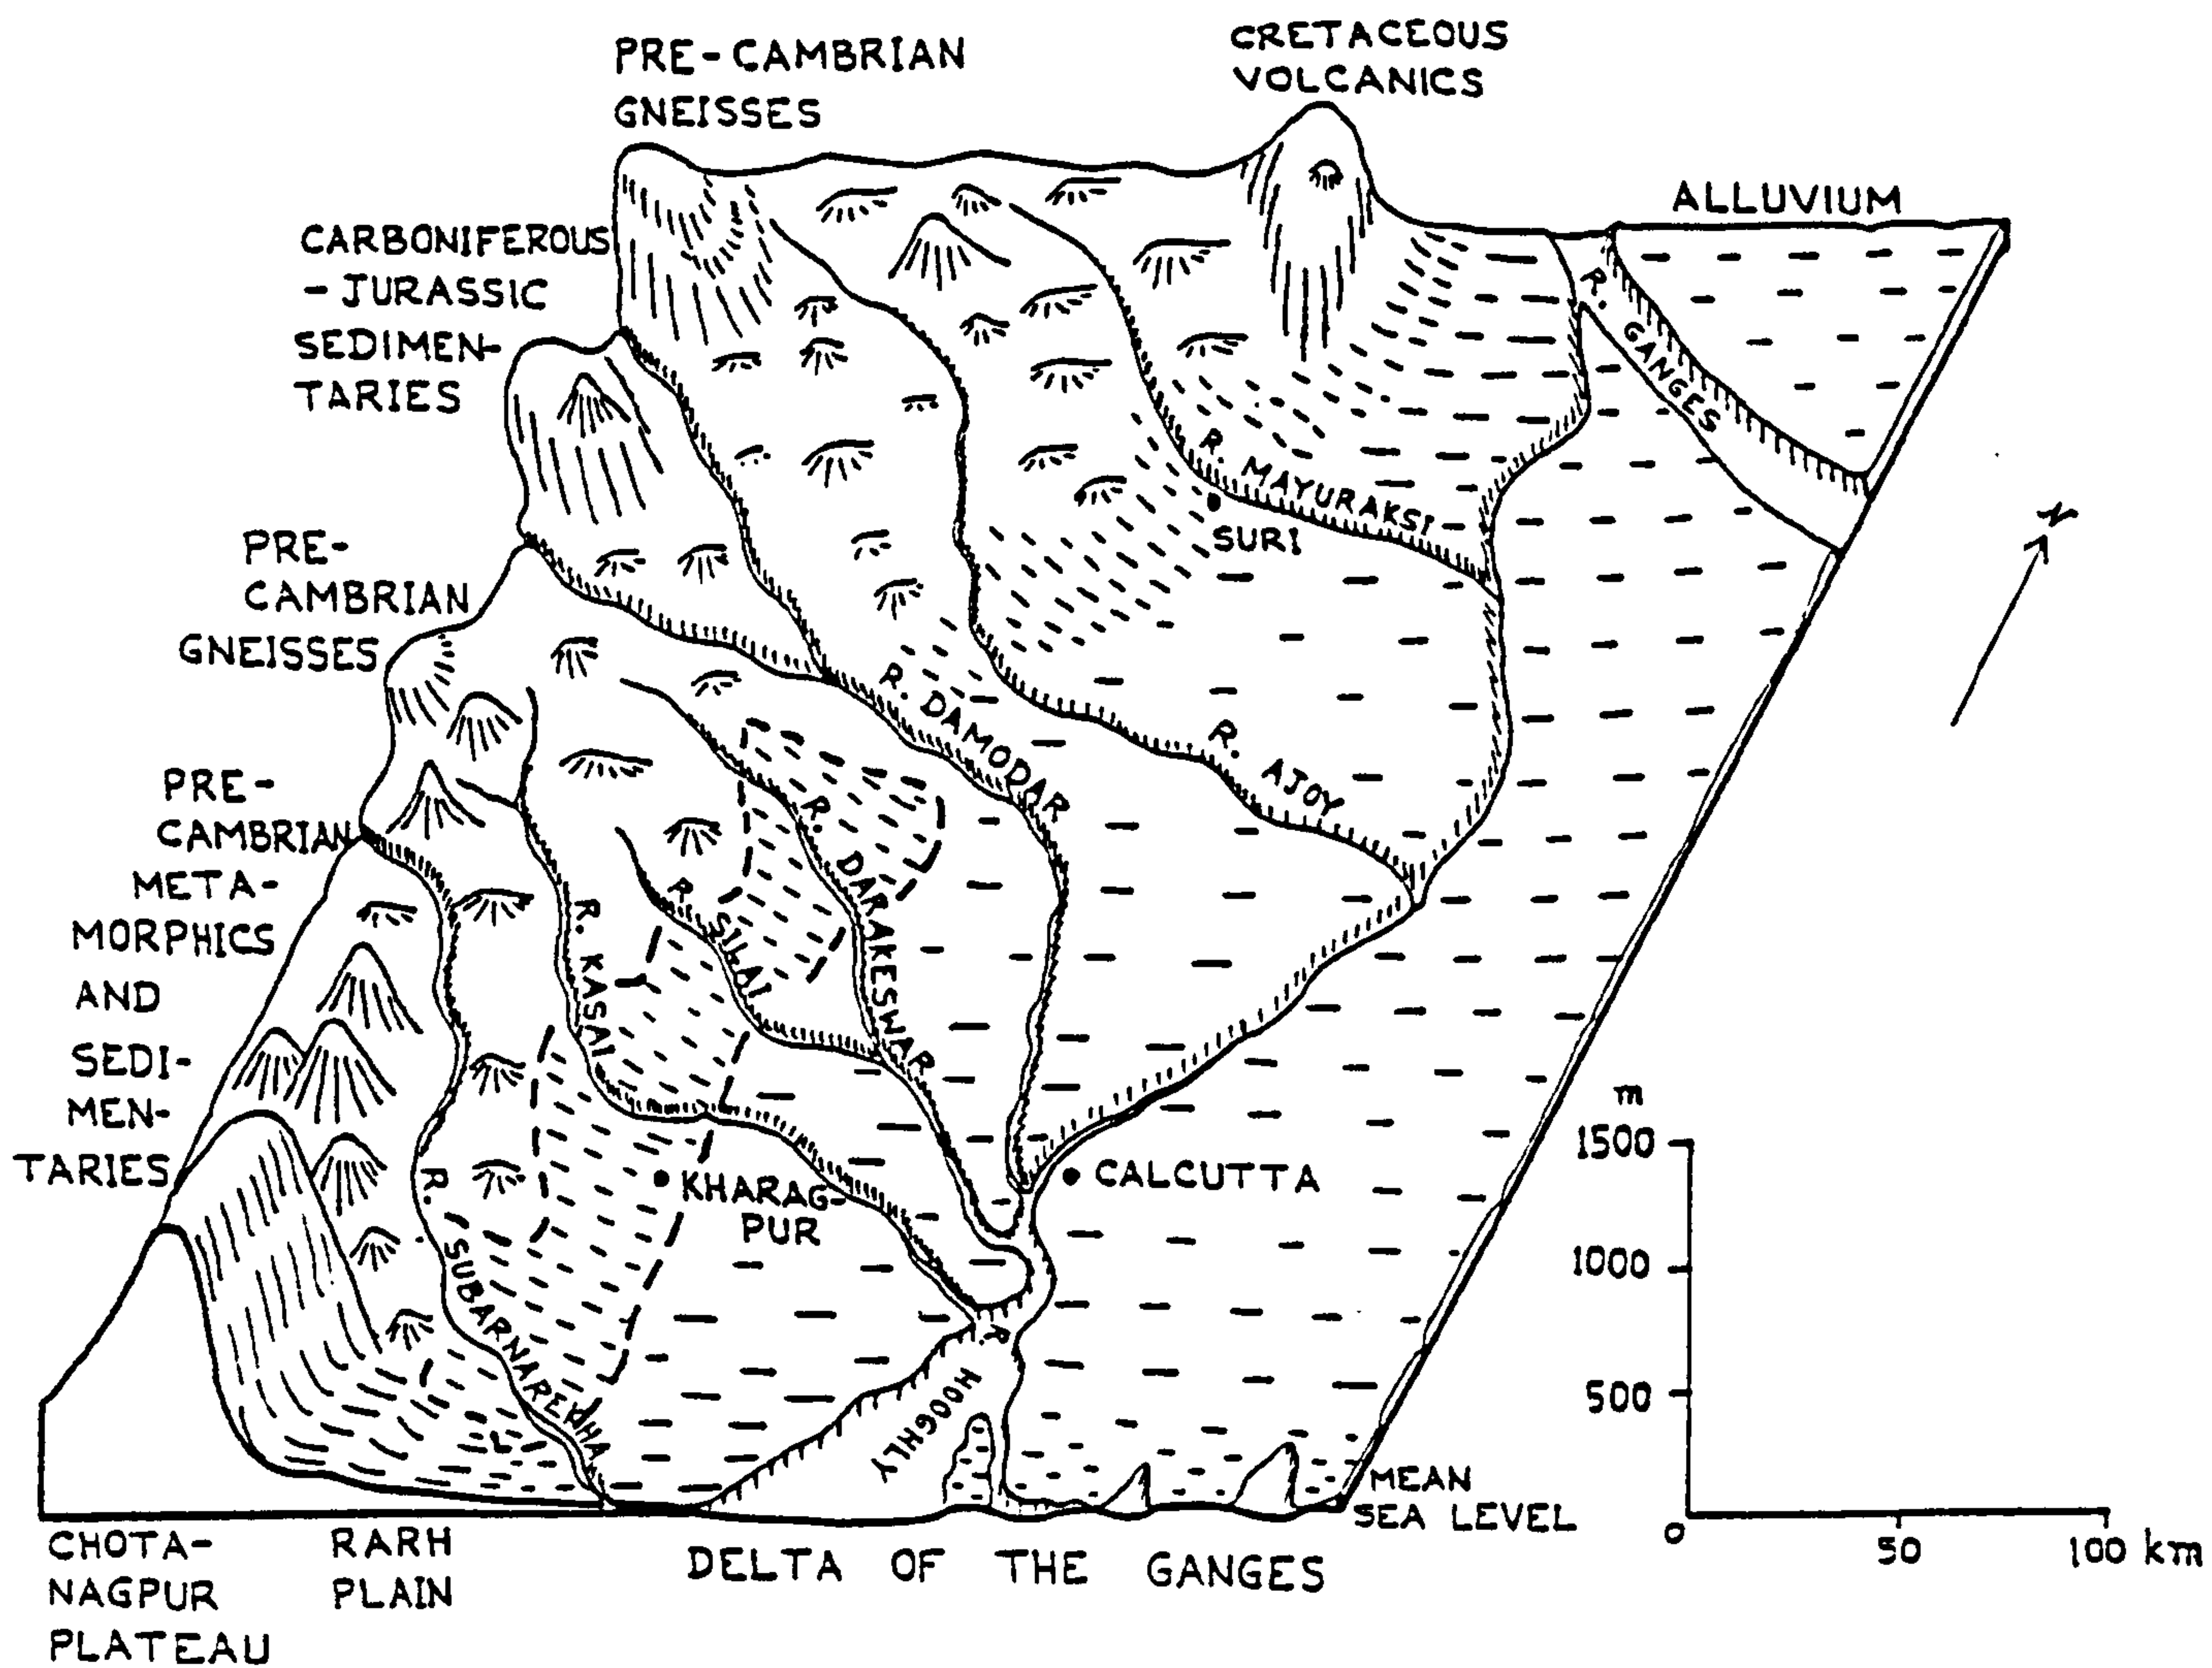 PRE-CAMBRIAN
GNEISSES
CRETACEOUS
VOLCANICS
ALLUVIUM
CARBONIFEROUS
-JURASSIC
SEDIMEN-
TARIES
R. GANGES
R. MAYURAKSI
SURI
N
PRE-
CAMBRIAN
GNEISSES
R. DAMODAR
R. AJOY
PRE-
CAMBRIAN
META-
MORPHICS
AND
SEDI-
MEN-
TARIES
R. DARAKESWAR
R. SILAI
R. KASAI
R. SUBARNAREKHA
KHARAG-
PUR
CALCUTTA
R.
HOOGHLY
m
1500
1000
500
0
50
100 km
MEAN
SEA LEVEL
CHOTA-
NAGPUR
PLATEAU
RARH
PLAIN
DELTA OF THE GANGES